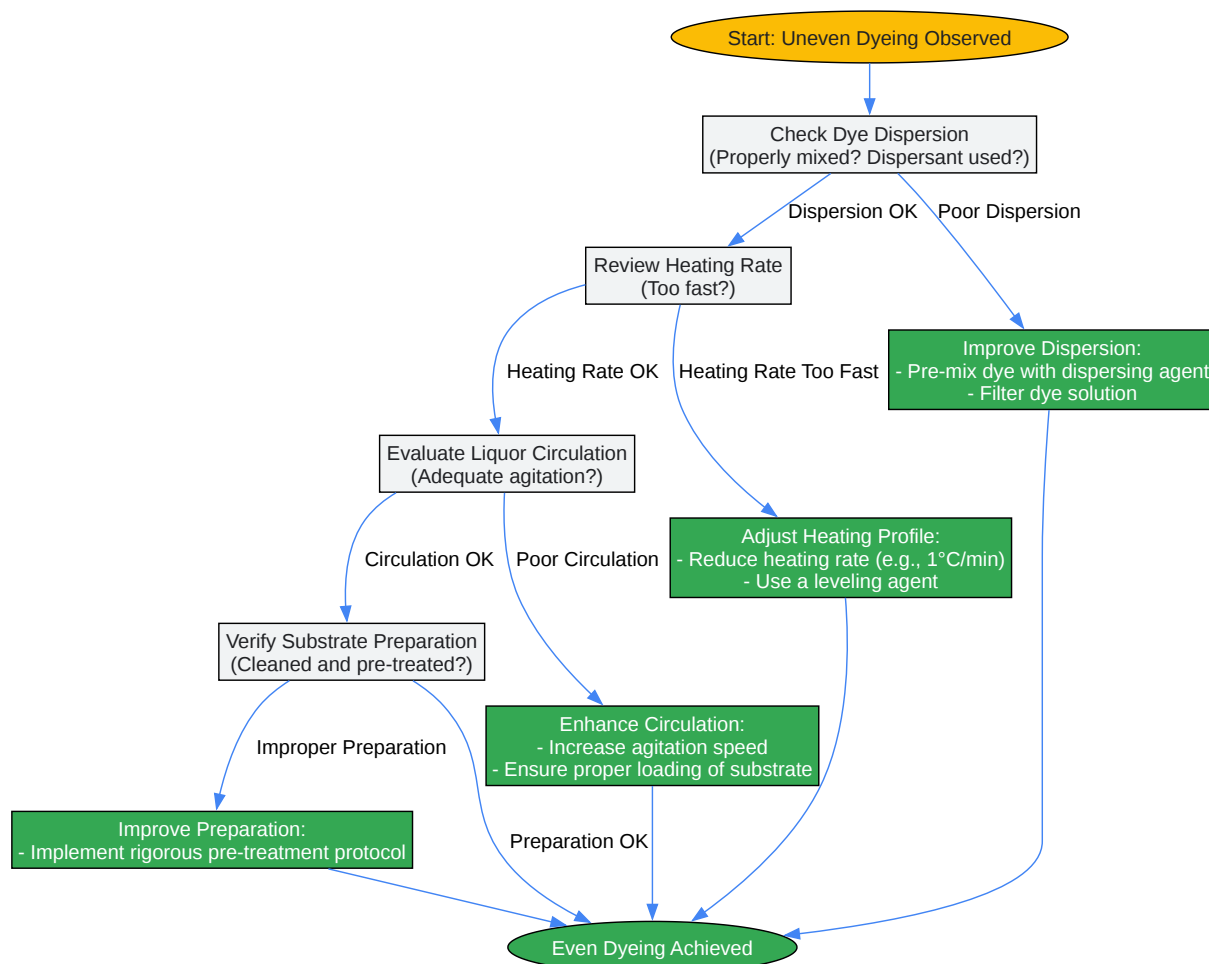 Start: Uneven Dyeing Observed
Check Dye Dispersion
(Properly mixed? Dispersant used?)
Dispersion OK
Poor Dispersion
Review Heating Rate
(Too fast?)
Improve Dispersion:
- Pre-mix dye with dispersing agent
- Filter dye solution
Heating Rate OK
Heating Rate Too Fast
Evaluate Liquor Circulation
(Adequate agitation?)
Adjust Heating Profile:
- Reduce heating rate (e.g., 1°C/min)
- Use a leveling agent
Circulation OK
Poor Circulation
Verify Substrate Preparation
(Cleaned and pre-treated?)
Enhance Circulation:
- Increase agitation speed
- Ensure proper loading of substrate
Improper Preparation
Preparation OK
Improve Preparation:
- Implement rigorous pre-treatment protocol
Even Dyeing Achieved